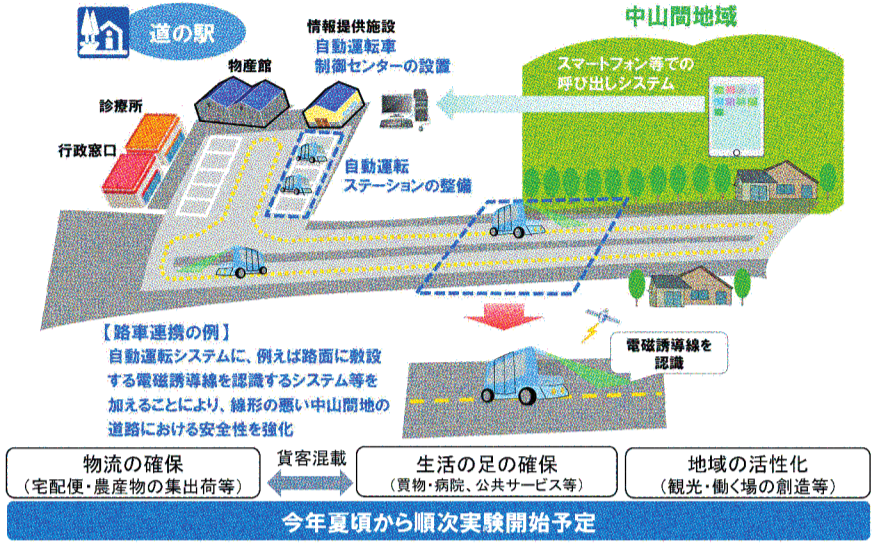 道の駅
情報提供施設
自動運転車
制御センターの設置
物産館
診療所
行政窓口
自動運転
ステーションの整備
中山間地域
スマートフォン等での
呼び出しシステム
【路車連携の例】
自動運転システムに、例えば路面に敷設
する電磁誘導線を認識するシステム等を
加えることにより、線形の悪い中山間地の
道路における安全性を強化
電磁誘導線を
認識
物流の確保
(宅配便・農産物の集出荷等)
貨客混載
生活の足の確保
(買物・病院、公共サービス等)
地域の活性化
(観光・働く場の創造等)
今年夏頃から順次実験開始予定